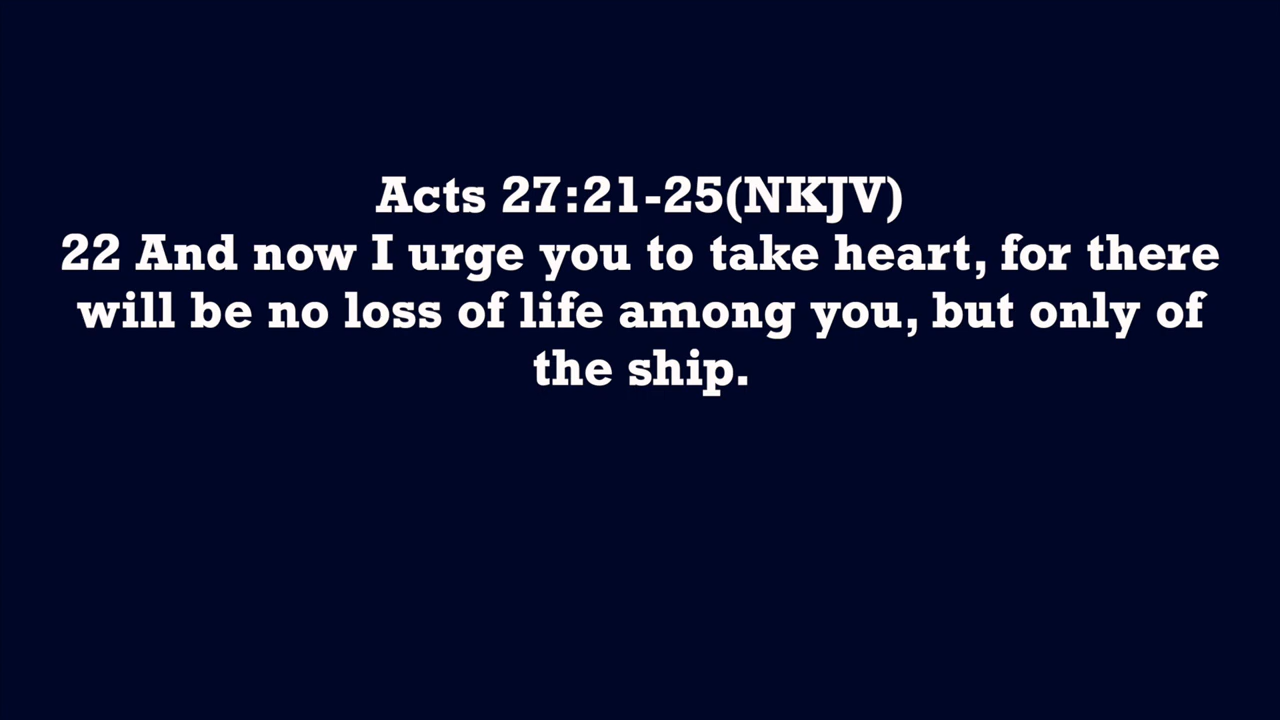 Acts 27:21-25(NKJV)
22 And now I urge you to take heart, for there
will be no loss of life among you, but only of
the ship.